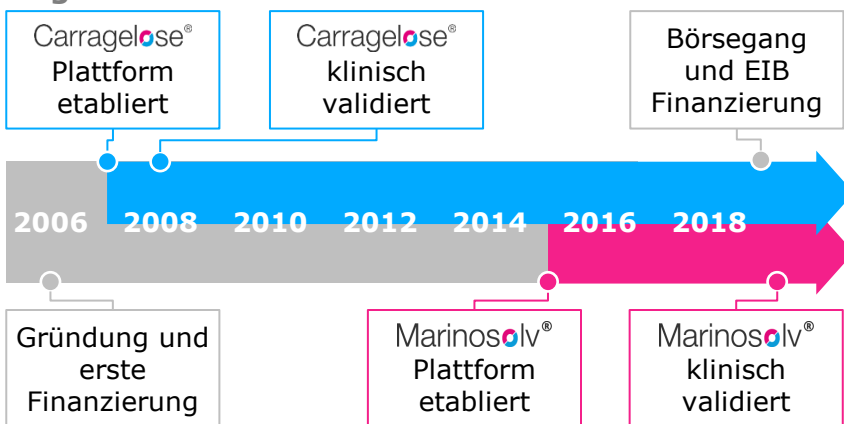 Carragelose®
Plattform
etabliert
Carragelose®
klinisch
validiert
Börsegang
und EIB
Finanzierung
2006 2008 2010 2012 2014 2016 2018
Gründung und
erste
Finanzierung
Marinosolv®
Plattform
etabliert
Marinosolv®
klinisch
validiert